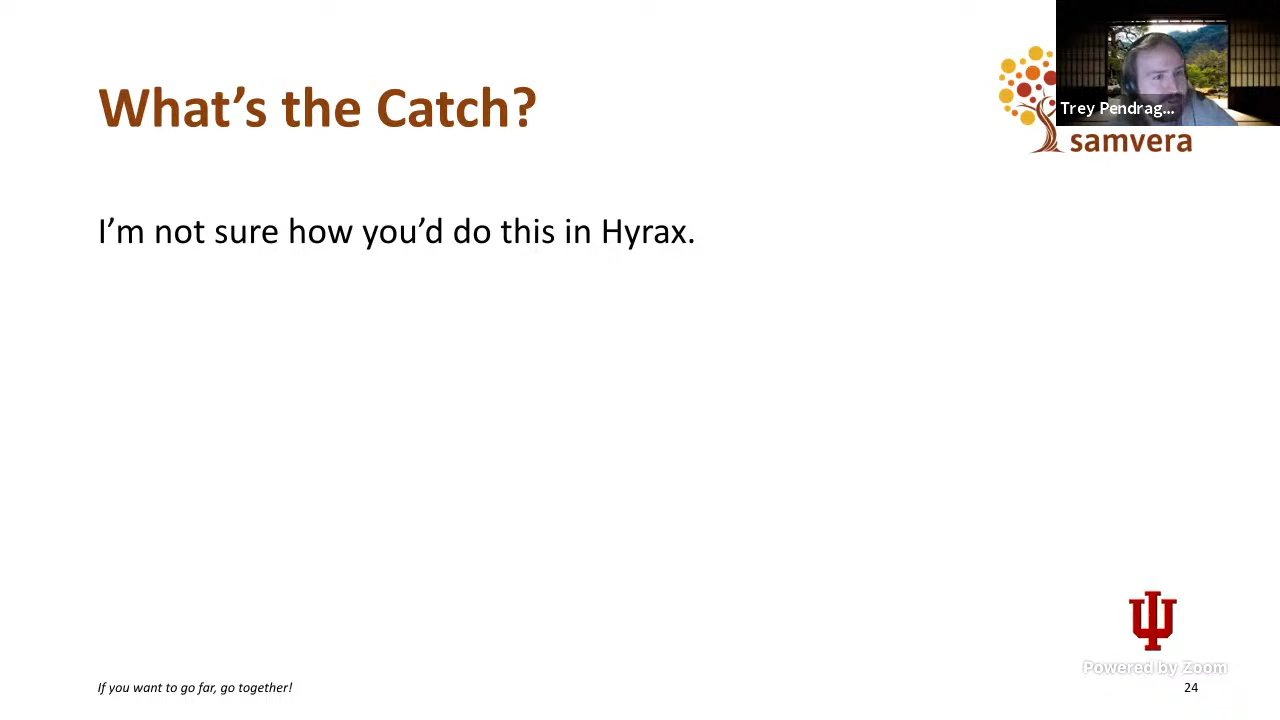 What’s the Catch?
Trey Pendrag...
samvera
I’m not sure how you’d do this in Hyrax.
Powered by Zoom
If you want to go far, go together!
24